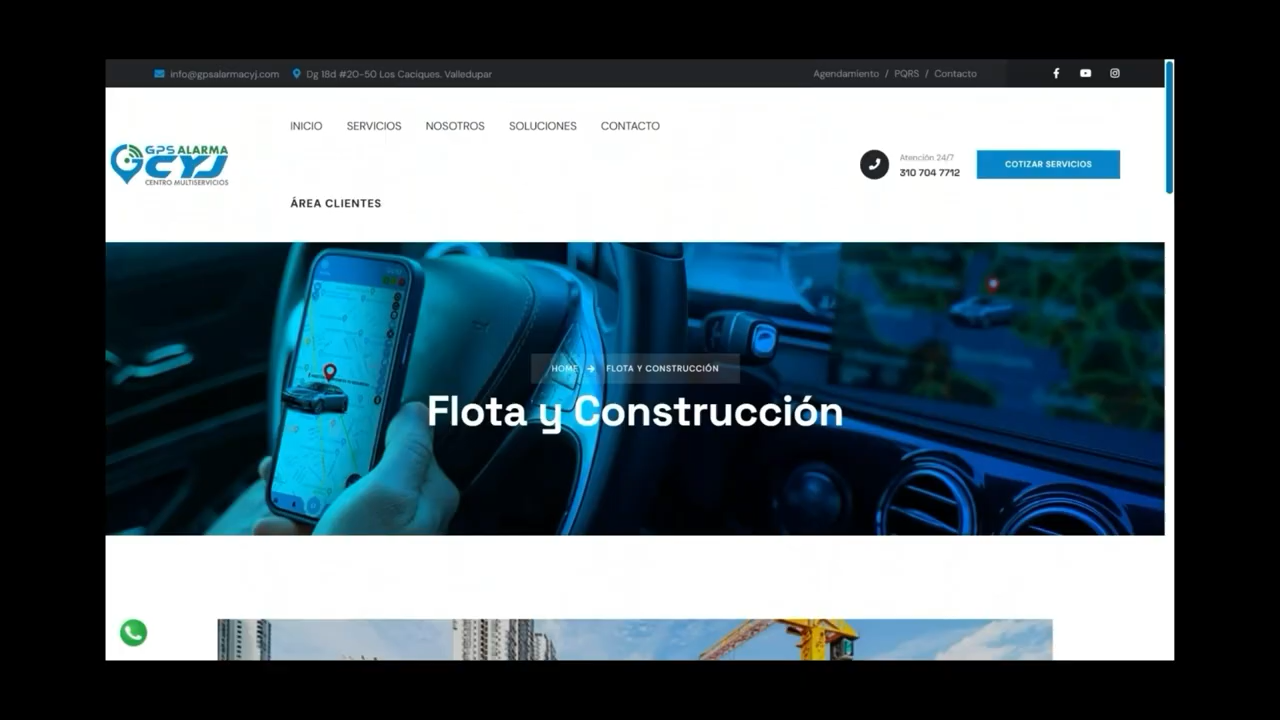 info@gpsalarmacyj.com Dg 18d #20-50 Los Caciques. Valledupar Agendamiento / PQRS / Contacto
INICIO SERVICIOS NOSOTROS SOLUCIONES CONTACTO
GPS ALARMA
CYJ
CENTRO MULTISERVICIOS
Atención 24/7
310 704 7712
COTIZAR SERVICIOS
ÁREA CLIENTES
HOME → FLOTA Y CONSTRUCCIÓN
Flota y Construcción